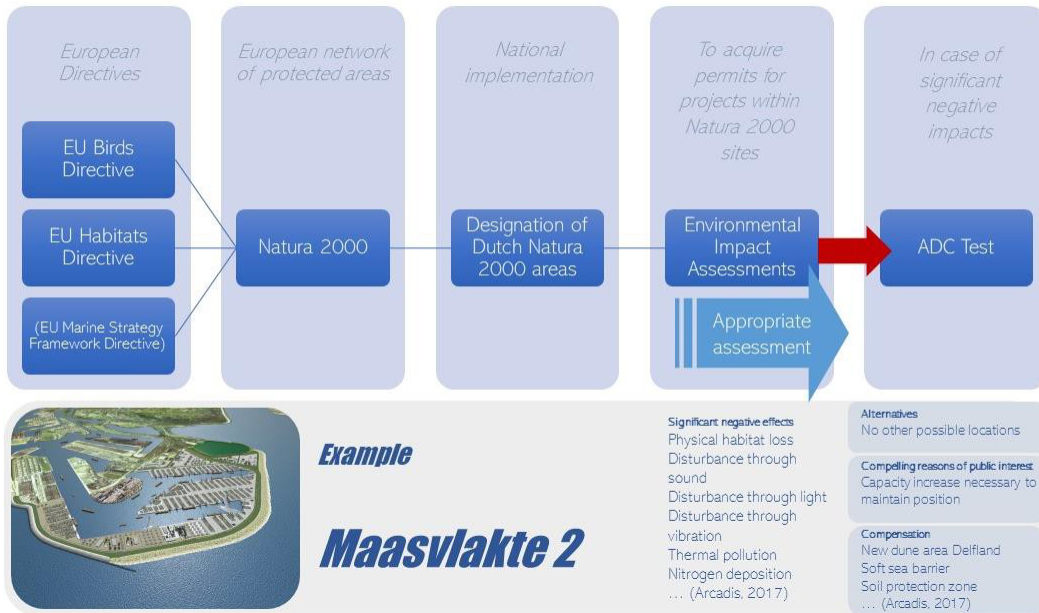 European
Directives
EU Birds
Directive
EU Habitats
Directive
(EU Marine Strategy
Framework Directive)
European network
of protected areas
Natura 2000
National
implementation
Designation of
Dutch Natura
2000 areas
To acquire
permits for
projects within
Natura 2000
sites
Environmental
Impact
Assessments
Appropriate
assessment
In case of
significant
negative
impacts
ADC Test
Example
Maasvlakte 2
Significant negative effects
Physical habitat loss
Disturbance through
sound
Disturbance through light
Disturbance through
vibration
Thermal pollution
Nitrogen deposition
... (Arcadis, 2017)
Alternatives
No other possible locations
Compelling reasons of public interest
Capacity increase necessary to
maintain position
Compensation
New dune area Delfland
Soft sea barrier
Soil protection zone
... (Arcadis, 2017)